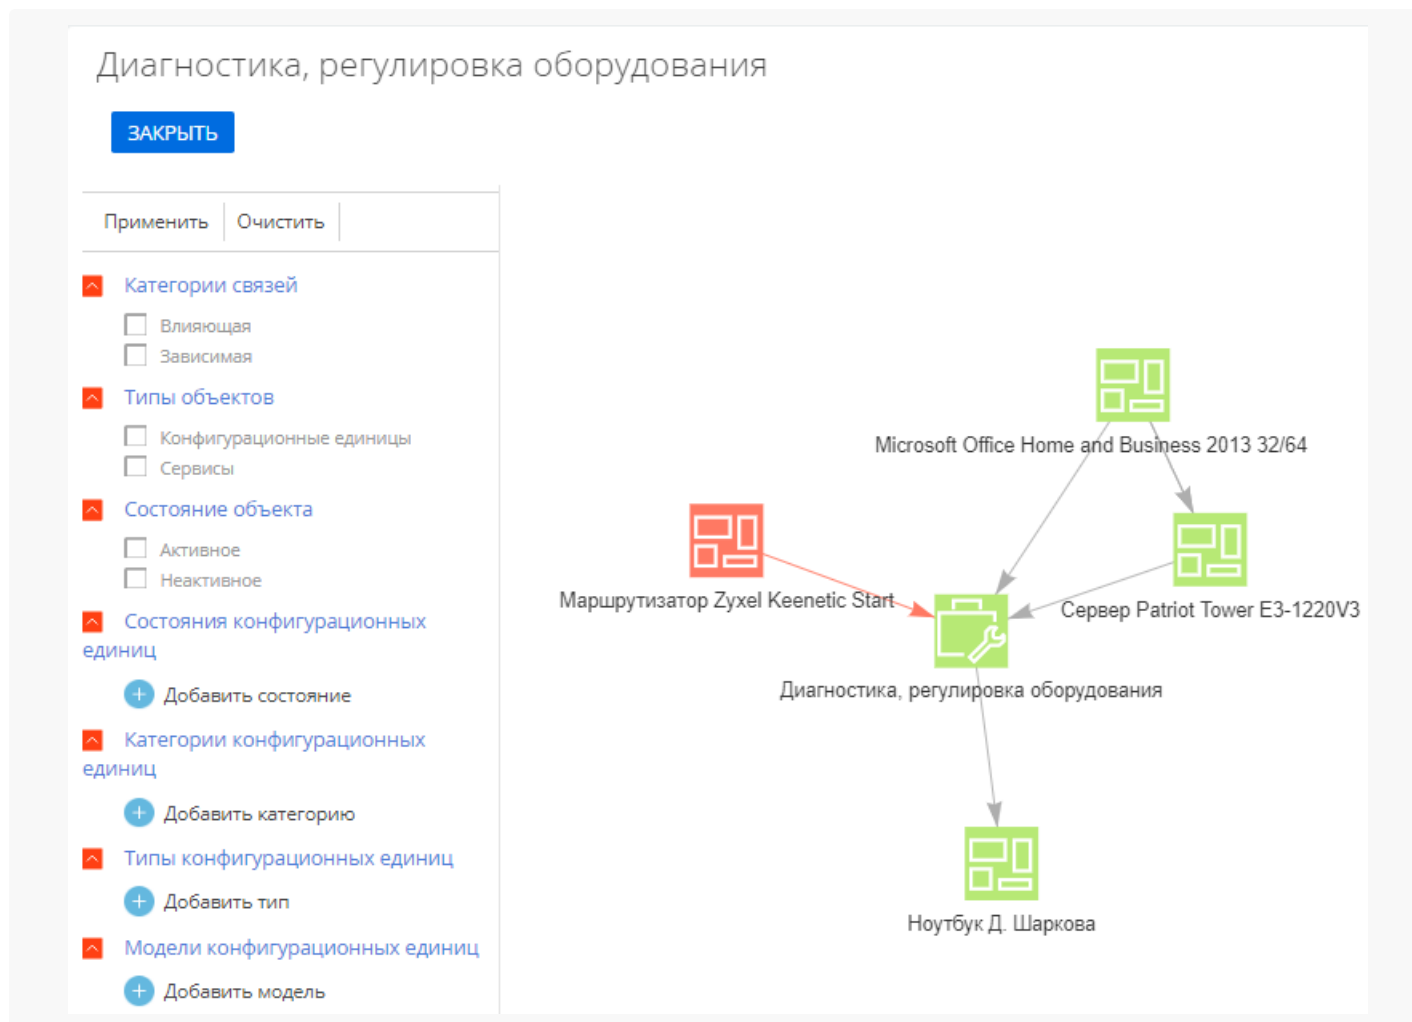 Диагностика, регулировка оборудования
ЗАКРЫТЬ
Применить Очистить
Категории связей
Влияющая
Зависимая
Типы объектов
Конфигурационные единицы
Сервисы
Состояние объекта
Активное
Неактивное
Состояния конфигурационных
единиц
Добавить состояние
Категории конфигурационных
единиц
Добавить категорию
Типы конфигурационных единиц
Добавить тип
Модели конфигурационных единиц
Добавить модель
Microsoft Office Home and Business 2013 32/64
Маршрутизатор Zyxel Keenetic Start
Сервер Patriot Tower E3-1220V3
Диагностика, регулировка оборудования
Ноутбук Д. Шаркова